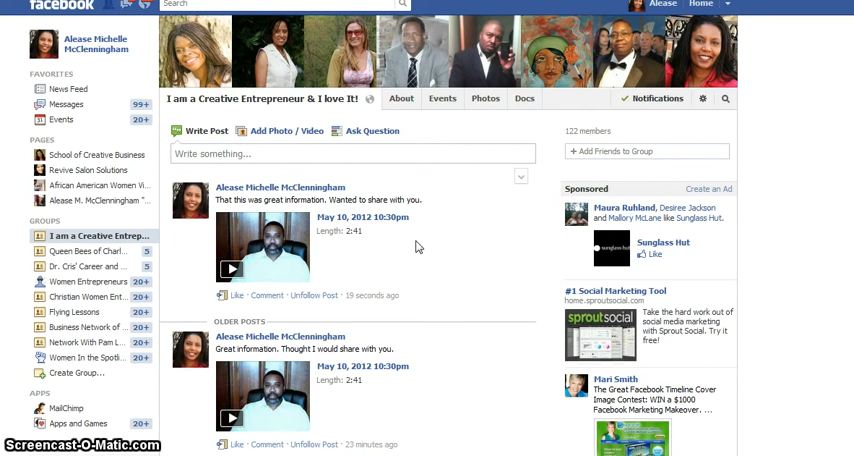 facebook
Search
Alease Home
Alease Michelle
McClenningham
FAVORITES
News Feed
Messages 99+
Events 20+
PAGES
School of Creative Business
Revive Salon Solutions
African American Women Vi...
Alease M. McClenningham "...
GROUPS
I am a Creative Entrep...
Queen Bees of Charl... 5
Dr. Cris' Career and ... 5
Women Entrepreneurs 20+
Christian Women Ent... 20+
Flying Lessons 20+
Business Network of ... 20+
Network With Pam L... 20+
Women In the Spotli... 20+
Create Group...
APPS
MailChimp
Apps and Games 20+
Screencast-O-Matic.com
I am a Creative Entrepreneur & I love It! About Events Photos Docs Notifications
Write Post Add Photo / Video Ask Question
Write something...
Alease Michelle McClenningham
That this was great information. Wanted to share with you.
May 10, 2012 10:30pm
Length: 2:41
Like · Comment · Unfollow Post · 19 seconds ago
OLDER POSTS
Alease Michelle McClenningham
Great information. Thought I would share with you.
May 10, 2012 10:30pm
Length: 2:41
Like · Comment · Unfollow Post · 23 minutes ago
122 members
+ Add Friends to Group
Sponsored Create an Ad
Maura Ruhland, Desiree Jackson
and Mallory McLane like Sunglass Hut.
sunglass hut
Sunglass Hut
Like
#1 Social Marketing Tool
home.sproutsocial.com
sproutsocial
Take the hard work out of
social media marketing
with Sprout Social. Try it
free!
Mari Smith
The Great Facebook Timeline Cover
Image Contest: WIN a $1000
Facebook Marketing Makeover. ...